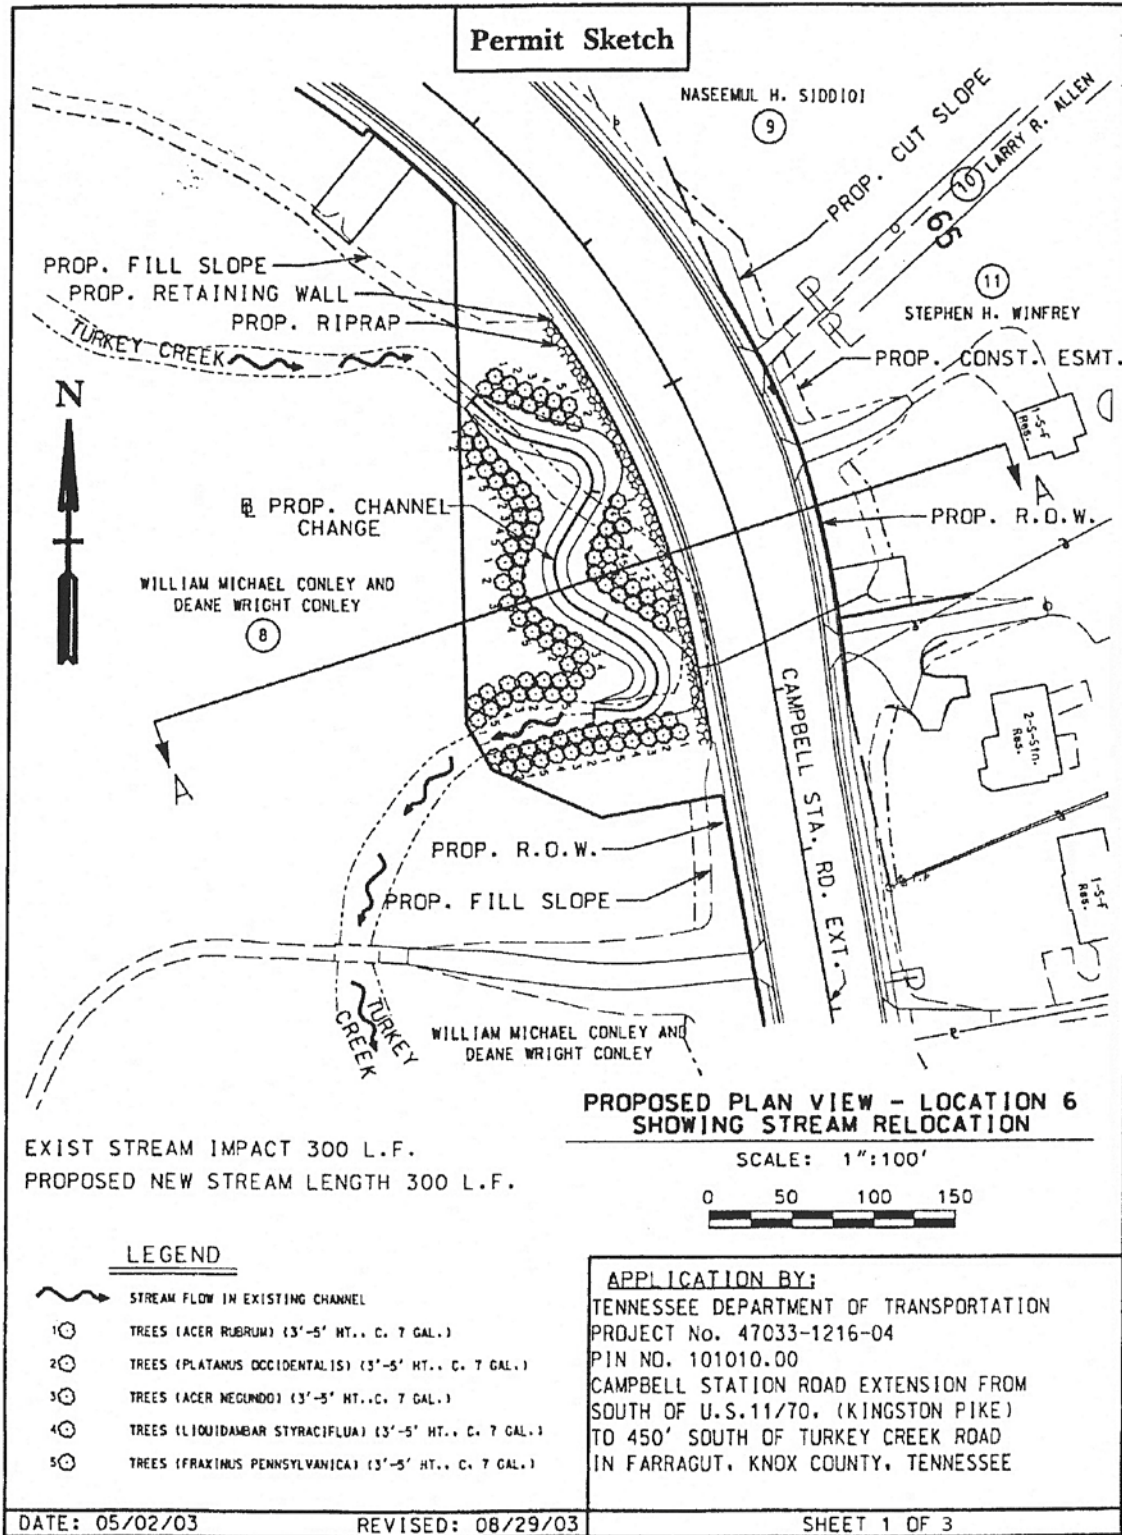 Permit Sketch
NASEEMUL H. SIDDIQI
9
PROP. CUT SLOPE
10 LARRY R. ALLEN
65
11
STEPHEN H. WINFREY
PROP. FILL SLOPE
PROP. RETAINING WALL
PROP. RIPRAP
TURKEY CREEK
PROP. CONST. ESMT.
1-S-F
Res.
N
A
PROP. CHANNEL
CHANGE
PROP. R.O.W.
WILLIAM MICHAEL CONLEY AND
DEANE WRIGHT CONLEY
8
A
CAMPBELL STA. RD. EXT.
2-S-Stn.
Res.
PROP. R.O.W.
PROP. FILL SLOPE
1-S-F
Res.
TURKEY
CREEK
WILLIAM MICHAEL CONLEY AND
DEANE WRIGHT CONLEY
PROPOSED PLAN VIEW - LOCATION 6
SHOWING STREAM RELOCATION
SCALE: 1":100'
0 50 100 150
EXIST STREAM IMPACT 300 L.F.
PROPOSED NEW STREAM LENGTH 300 L.F.
LEGEND
STREAM FLOW IN EXISTING CHANNEL
1 TREES (ACER RUBRUM) (3'-5' HT., C. 7 GAL.)
2 TREES (PLATANUS OCCIDENTALIS) (3'-5' HT., C. 7 GAL.)
3 TREES (ACER NEGUNDO) (3'-5' HT., C. 7 GAL.)
4 TREES (LIQUIDAMBAR STYRACIFLUA) (3'-5' HT., C. 7 GAL.)
5 TREES (FRAXINUS PENNSYLVANICA) (3'-5' HT., C. 7 GAL.)
APPLICATION BY:
TENNESSEE DEPARTMENT OF TRANSPORTATION
PROJECT No. 47033-1216-04
PIN NO. 101010.00
CAMPBELL STATION ROAD EXTENSION FROM
SOUTH OF U.S.11/70, (KINGSTON PIKE)
TO 450' SOUTH OF TURKEY CREEK ROAD
IN FARRAGUT, KNOX COUNTY, TENNESSEE
DATE: 05/02/03
REVISED: 08/29/03
SHEET 1 OF 3